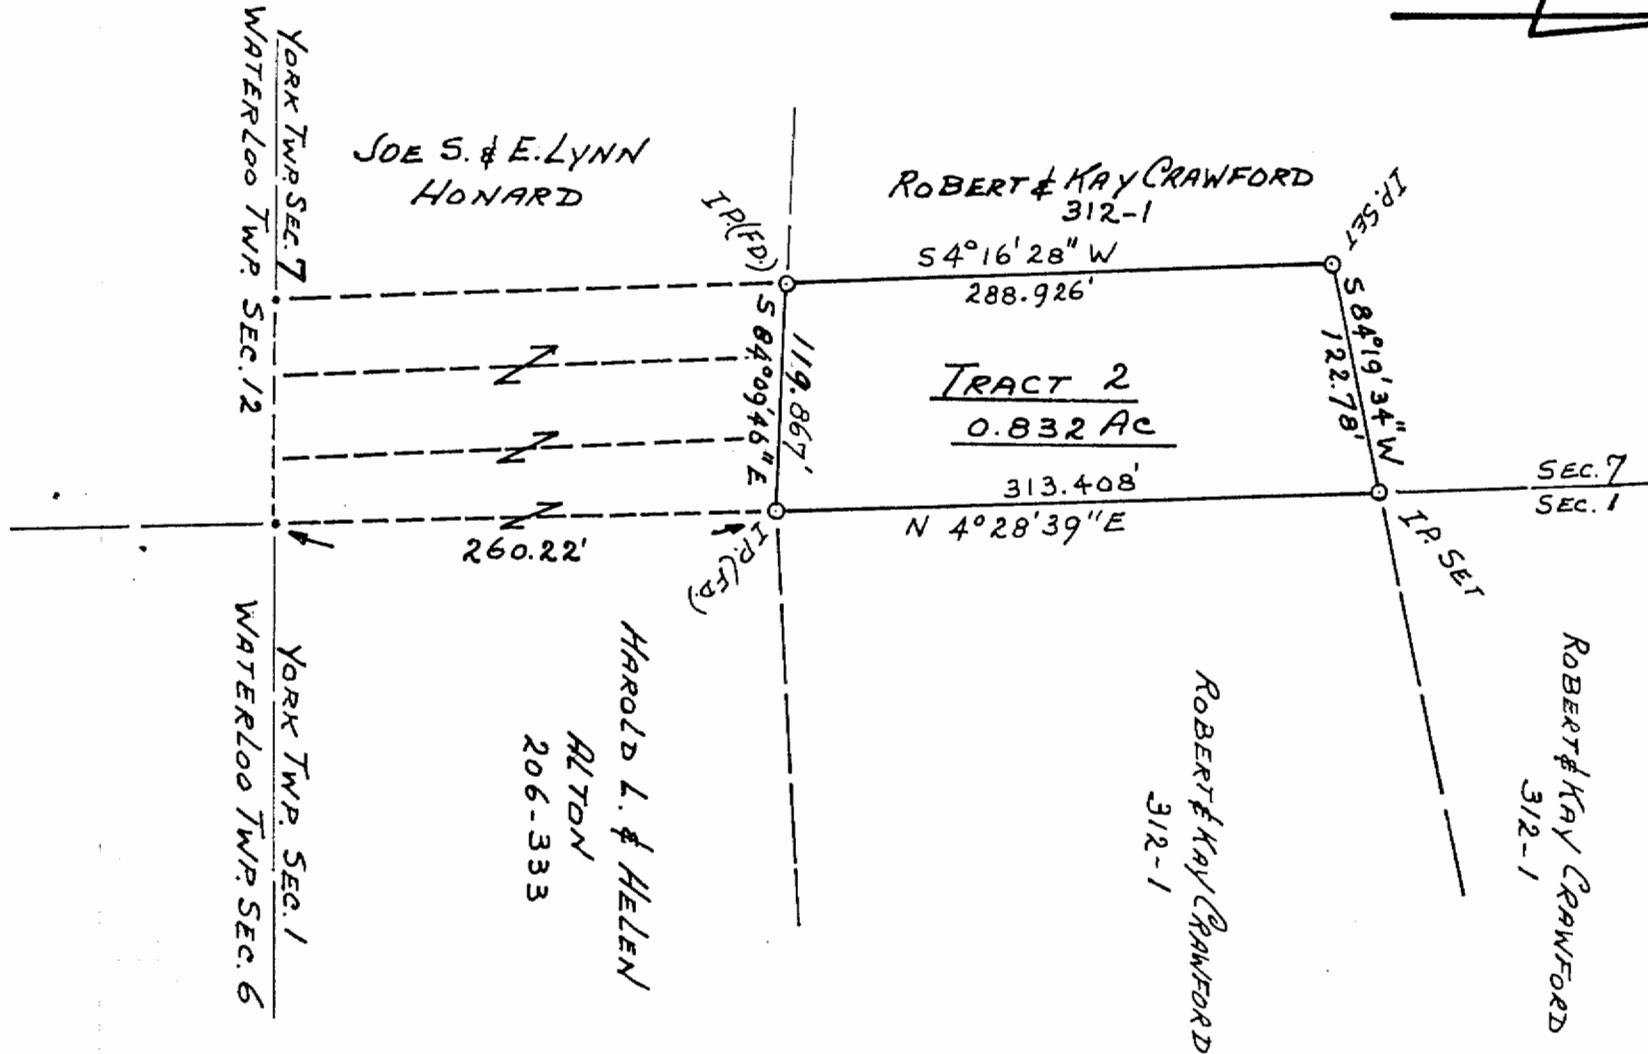 YORK TWP. SEC. 7
WATERLOO TWP. SEC. 12
JOE S. & E. LYNN
HONARD
ROBERT & KAY CRAWFORD
312-1
I.P.(FD.)
I.P. SET
S 4° 16' 28" W
288.926'
S 84° 19' 34" W
122.78'
119.867'
S 84° 09' 46" E
TRACT 2
0.832 AC
313.408'
N 4° 28' 39" E
SEC. 7
SEC. 1
260.22'
I.P.(FD.)
I.P. SET
YORK TWP. SEC. 1
WATERLOO TWP. SEC. 6
HAROLD L. & HELEN
ALTON
206-333
ROBERT & KAY CRAWFORD
312-1
ROBERT & KAY CRAWFORD
312-1